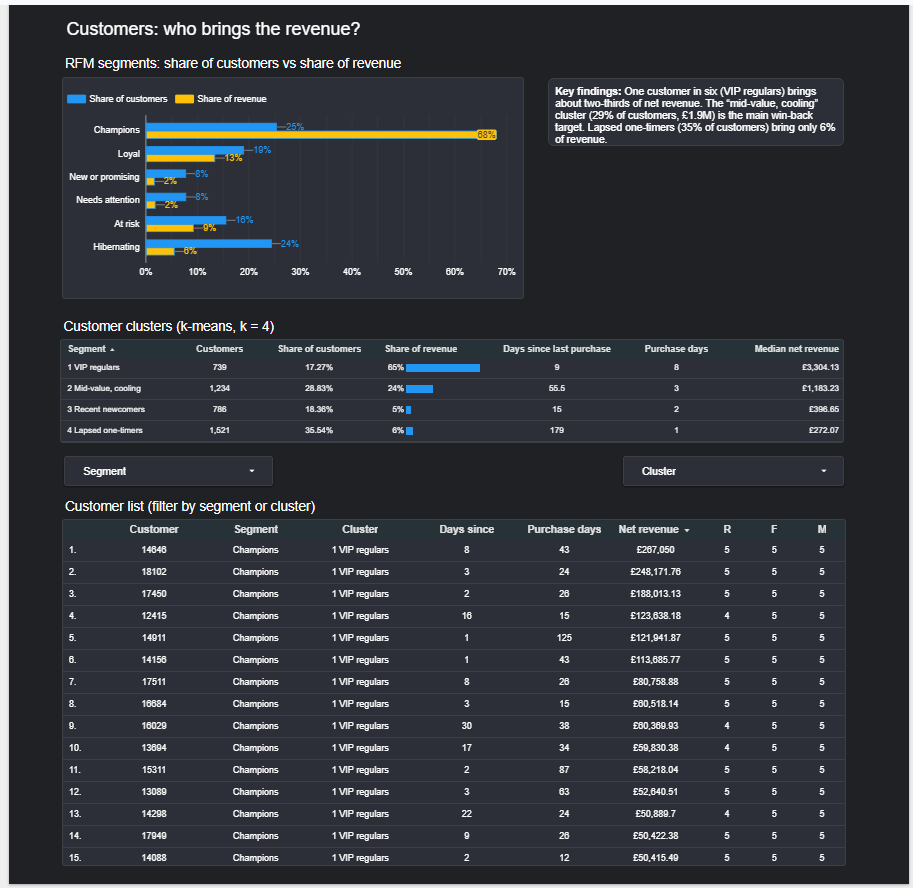 Customers: who brings the revenue?
RFM segments: share of customers vs share of revenue
Share of customers Share of revenue
Champions 25% 68%
Loyal 19% 13%
New or promising 8% 2%
Needs attention 8% 2%
At risk 16% 9%
Hibernating 24% 6%
0% 10% 20% 30% 40% 50% 60% 70%
Key findings: One customer in six (VIP regulars) brings
about two-thirds of net revenue. The "mid-value, cooling"
cluster (29% of customers, £1.9M) is the main win-back
target. Lapsed one-timers (35% of customers) bring only 6%
of revenue.
Customer clusters (k-means, k = 4)
Segment Customers Share of customers Share of revenue Days since last purchase Purchase days Median net revenue
1 VIP regulars 739 17.27% 65% 9 8 £3,304.13
2 Mid-value, cooling 1,234 28.83% 24% 55.5 3 £1,183.23
3 Recent newcomers 786 18.36% 5% 15 2 £396.65
4 Lapsed one-timers 1,521 35.54% 6% 179 1 £272.07
Segment Cluster
Customer list (filter by segment or cluster)
Customer Segment Cluster Days since Purchase days Net revenue R F M
1. 14646 Champions 1 VIP regulars 8 43 £267,050 5 5 5
2. 18102 Champions 1 VIP regulars 3 24 £248,171.76 5 5 5
3. 17450 Champions 1 VIP regulars 2 26 £188,013.13 5 5 5
4. 12415 Champions 1 VIP regulars 16 15 £123,638.18 4 5 5
5. 14911 Champions 1 VIP regulars 1 125 £121,941.87 5 5 5
6. 14156 Champions 1 VIP regulars 1 43 £113,685.77 5 5 5
7. 17511 Champions 1 VIP regulars 8 26 £80,758.88 5 5 5
8. 16684 Champions 1 VIP regulars 3 15 £60,518.14 5 5 5
9. 16029 Champions 1 VIP regulars 30 38 £60,369.93 4 5 5
10. 13694 Champions 1 VIP regulars 17 34 £59,830.38 4 5 5
11. 15311 Champions 1 VIP regulars 2 87 £58,218.04 5 5 5
12. 13089 Champions 1 VIP regulars 3 63 £52,640.51 5 5 5
13. 14298 Champions 1 VIP regulars 22 24 £50,889.7 4 5 5
14. 17949 Champions 1 VIP regulars 9 26 £50,422.38 5 5 5
15. 14088 Champions 1 VIP regulars 2 12 £50,415.49 5 5 5